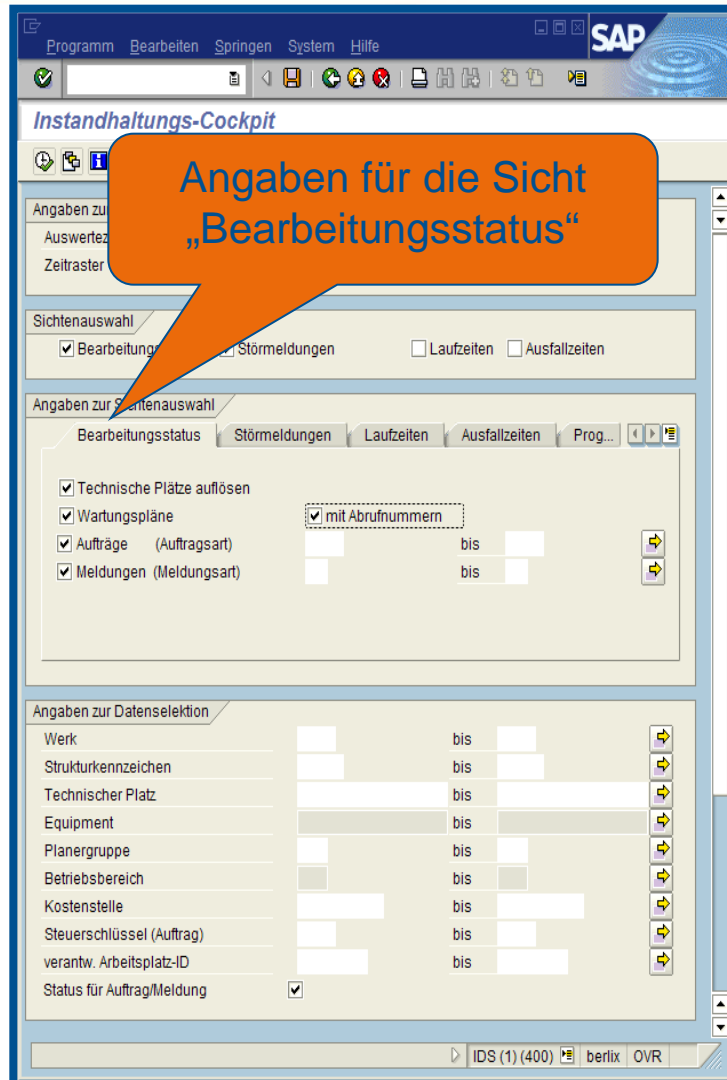 Programm Bearbeiten Springen System Hilfe
SAP
Instandhaltungs-Cockpit
Angaben für die Sicht
„Bearbeitungsstatus“
Angaben zur
Zeitraster
Sichtenauswahl
Störmeldungen Laufzeiten Ausfallzeiten
Angaben zur Sichtenauswahl
Bearbeitungsstatus Störmeldungen Laufzeiten Ausfallzeiten Prog...
Technische Plätze auflösen
Wartungspläne mit Abrufnummern
Aufträge (Auftragsart) bis
Meldungen (Meldungsart) bis
Angaben zur Datenselektion
Werk bis
Strukturkennzeichen bis
Technischer Platz bis
Equipment bis
Planergruppe bis
Betriebsbereich bis
Kostenstelle bis
Steuerschlüssel (Auftrag) bis
verantw. Arbeitsplatz-ID bis
Status für Auftrag/Meldung
IDS (1) (400) berlix OVR